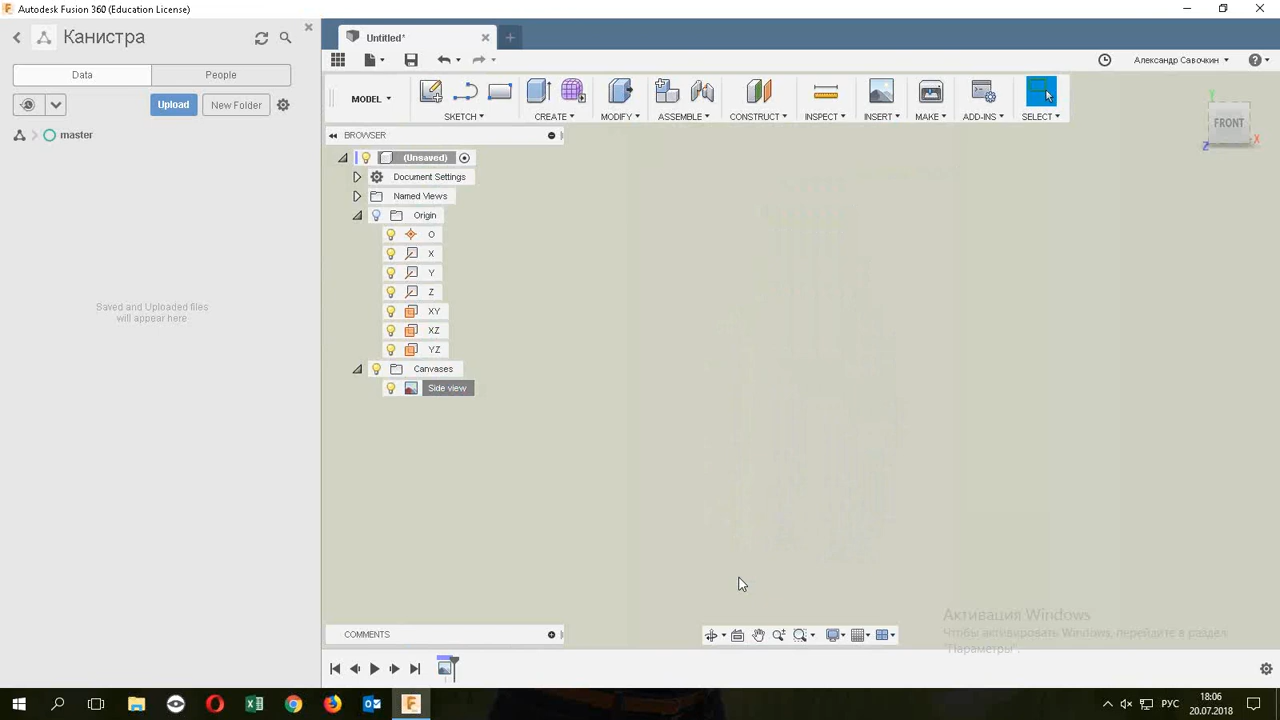 Autodesk Fusion 360 (Education License)
Канистра
Data
People
Upload
New Folder
master
Saved and Uploaded files
will appear here
Untitled*
Александр Савочкин
MODEL
SKETCH
CREATE
MODIFY
ASSEMBLE
CONSTRUCT
INSPECT
INSERT
MAKE
ADD-INS
SELECT
BROWSER
(Unsaved)
Document Settings
Named Views
Origin
O
X
Y
Z
XY
XZ
YZ
Canvases
Side view
Y
FRONT
X
Z
Активация Windows
Чтобы активировать Windows, перейдите в раздел
"Параметры".
COMMENTS
РУС
18:06
20.07.2018